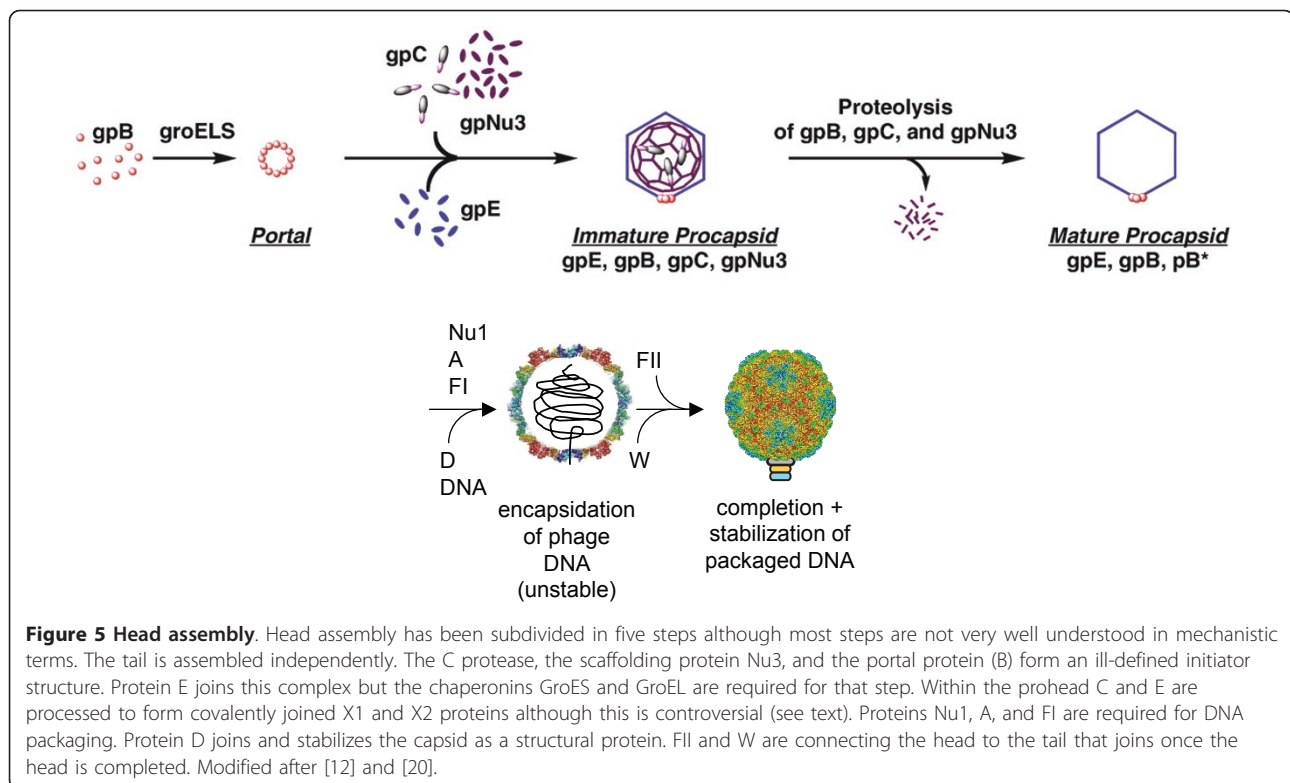 gpC
gpNu3
gpB
groELS
gpE
Portal
Immature Procapsid
gpE, gpB, gpC, gpNu3
Proteolysis
of gpB, gpC, and gpNu3
Mature Procapsid
gpE, gpB, pB*
Nu1
A
FI
D
DNA
encapsidation
of phage
DNA
(unstable)
FII
W
completion +
stabilization of
packaged DNA
Figure 5 Head assembly. Head assembly has been subdivided in five steps although most steps are not very well understood in mechanistic
terms. The tail is assembled independently. The C protease, the scaffolding protein Nu3, and the portal protein (B) form an ill-defined initiator
structure. Protein E joins this complex but the chaperonins GroES and GroEL are required for that step. Within the prohead C and E are
processed to form covalently joined X1 and X2 proteins although this is controversial (see text). Proteins Nu1, A, and FI are required for DNA
packaging. Protein D joins and stabilizes the capsid as a structural protein. FII and W are connecting the head to the tail that joins once the
head is completed. Modified after [12] and [20].